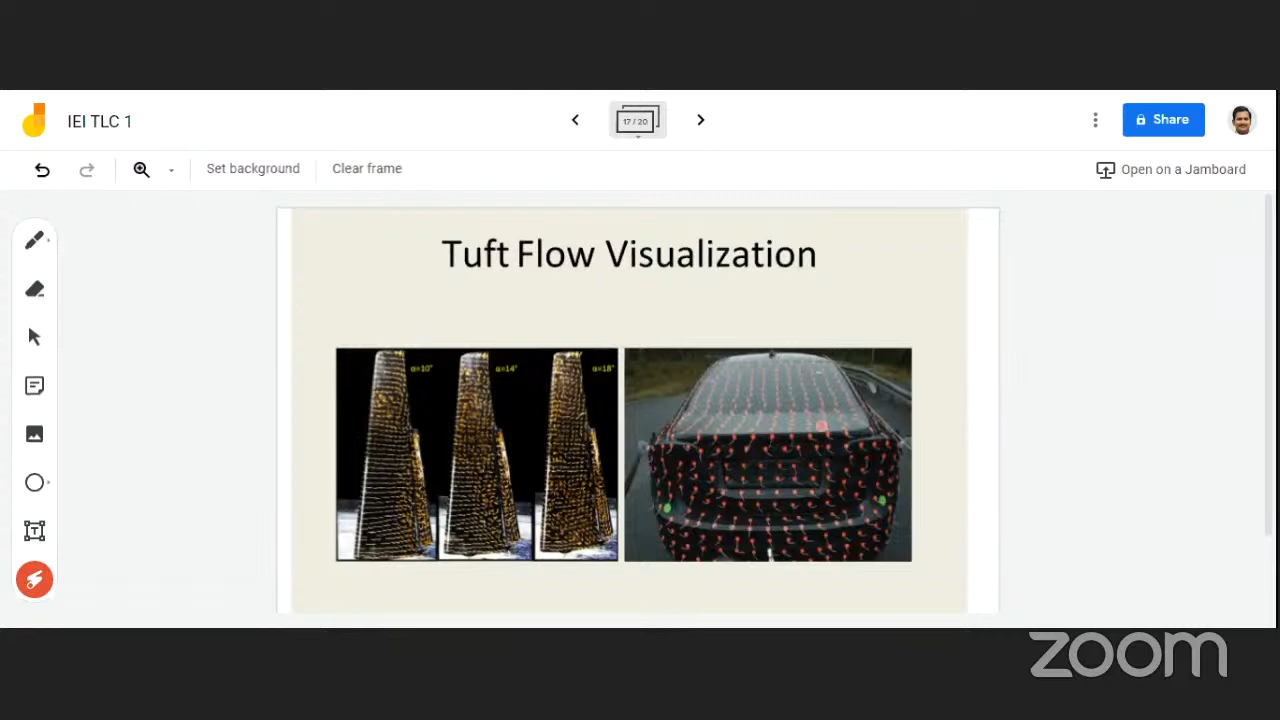 IEI TLC 1
17 / 20
Share
Set background
Clear frame
Open on a Jamboard
Tuft Flow Visualization
α=10°
α=14°
α=18°
T
zoom